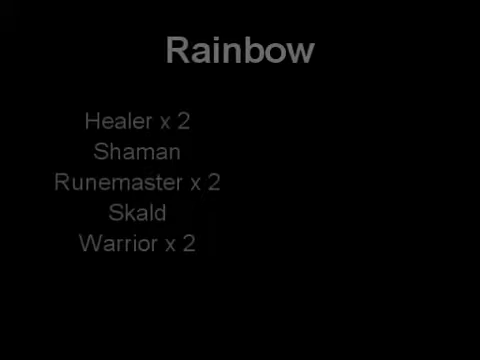 Rainbow
Healer x 2
Shaman
Runemaster x 2
Skald
Warrior x 2